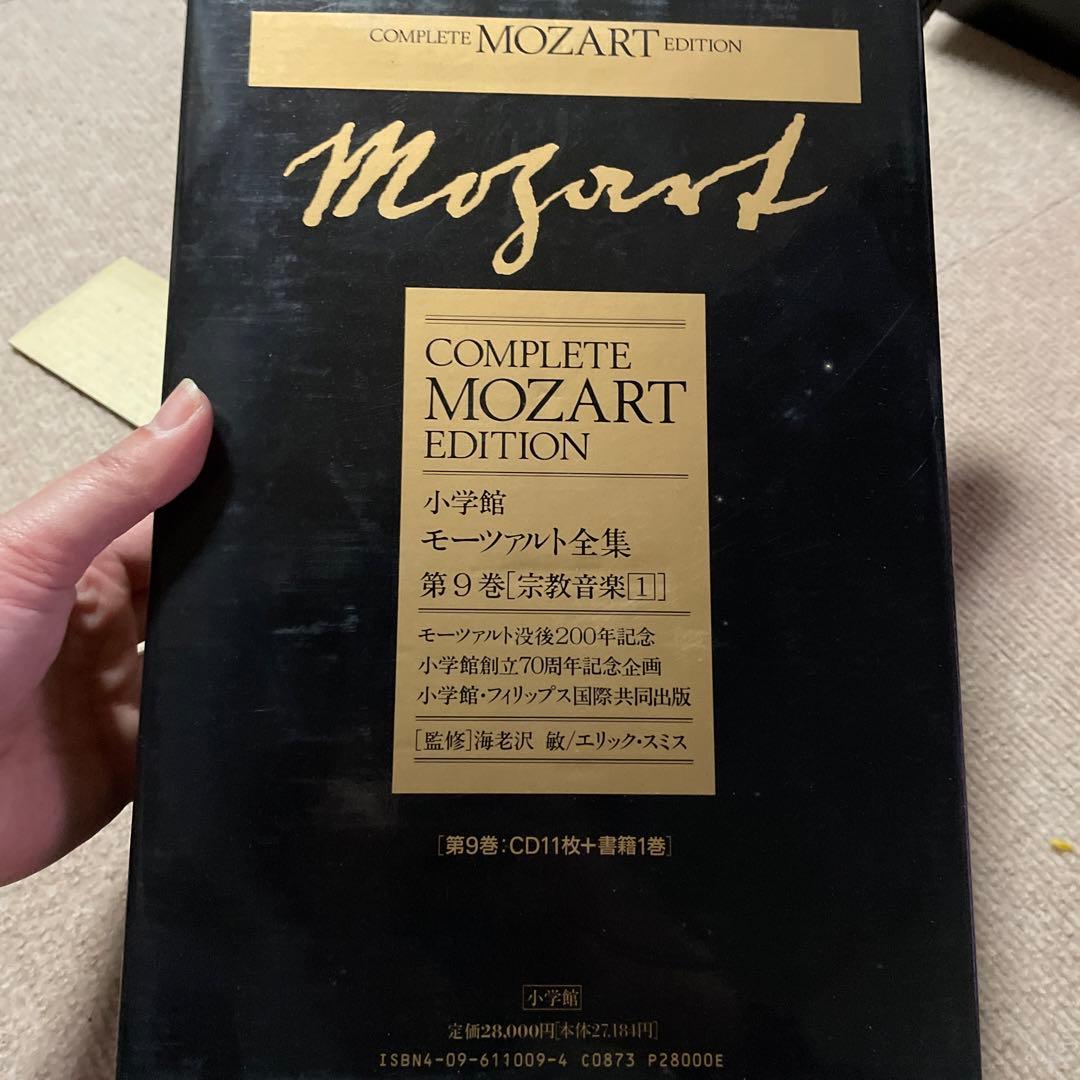 COMPLETE MOZART EDITION
Mozart
COMPLETE
MOZART
EDITION
小学館
モーツァルト全集
第9巻[宗教音楽1]
モーツァルト没後200年記念
小学館創立70周年記念企画
小学館・フィリップス国際共同出版
[監修]海老沢 敏/エリック・スミス
[第9巻:CD11枚+書籍1巻]
小学館
定価28,000円[本体27,184円]
ISBN4-09-611009-4 C0873 P28000E